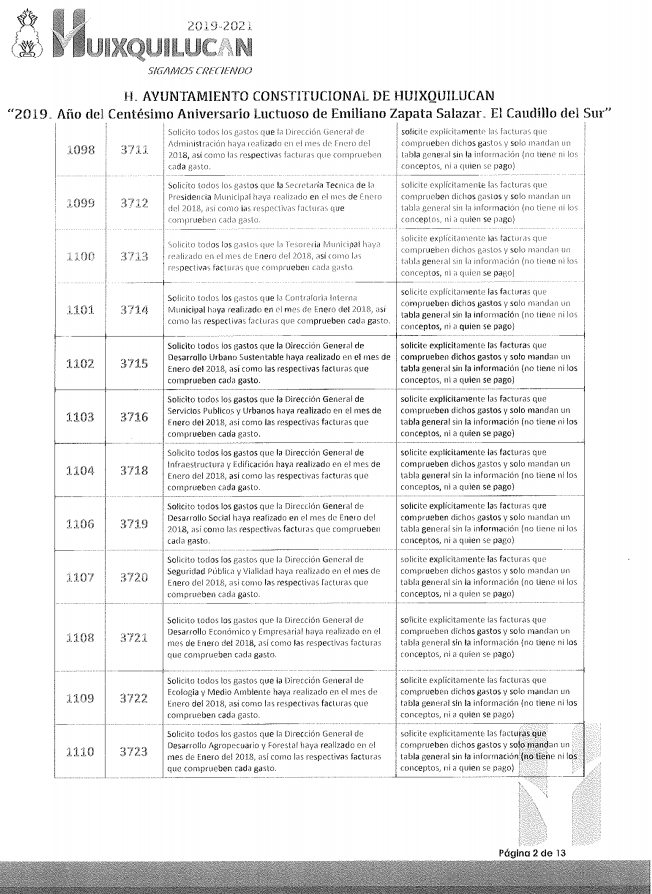 2019-2021
HUIXQUILUCAN
SIGAMOS CRECIENDO
H. AYUNTAMIENTO CONSTITUCIONAL DE HUIXQUILUCAN
"2019. Año del Centésimo Aniversario Luctuoso de Emiliano Zapata Salazar. El Caudillo del Sur"
1098
3711
Solicito todos los gastos que la Dirección General de
Administración haya realizado en el mes de Enero del
2018, así como las respectivas facturas que comprueben
cada gasto.
solicite explícitamente las facturas que
comprueben dichos gastos y solo mandan un
tabla general sin la información (no tiene ni los
conceptos, ni a quien se pago)
1099
3712
Solicito todos los gastos que la Secretaría Tecnica de la
Presidencia Municipal haya realizado en el mes de Enero
del 2018, así como las respectivas facturas que
comprueben cada gasto.
solicite explícitamente las facturas que
comprueben dichos gastos y solo mandan un
tabla general sin la información (no tiene ni los
conceptos, ni a quien se pago)
1100
3713
Solicito todos los gastos que la Tesorería Municipal haya
realizado en el mes de Enero del 2018, así como las
respectivas facturas que comprueben cada gasto.
solicite explícitamente las facturas que
comprueben dichos gastos y solo mandan un
tabla general sin la información (no tiene ni los
conceptos, ni a quien se pago)
1101
3714
Solicito todos los gastos que la Contraloría Interna
Municipal haya realizado en el mes de Enero del 2018, así
como las respectivas facturas que comprueben cada gasto.
solicite explícitamente las facturas que
comprueben dichos gastos y solo mandan un
tabla general sin la información (no tiene ni los
conceptos, ni a quien se pago)
1102
3715
Solicito todos los gastos que la Dirección General de
Desarrollo Urbano Sustentable haya realizado en el mes de
Enero del 2018, así como las respectivas facturas que
comprueben cada gasto.
solicite explícitamente las facturas que
comprueben dichos gastos y solo mandan un
tabla general sin la información (no tiene ni los
conceptos, ni a quien se pago)
1103
3716
Solicito todos los gastos que la Dirección General de
Servicios Publicos y Urbanos haya realizado en el mes de
Enero del 2018, así como las respectivas facturas que
comprueben cada gasto.
solicite explícitamente las facturas que
comprueben dichos gastos y solo mandan un
tabla general sin la información (no tiene ni los
conceptos, ni a quien se pago)
1104
3718
Solicito todos los gastos que la Dirección General de
Infraestructura y Edificación haya realizado en el mes de
Enero del 2018, así como las respectivas facturas que
comprueben cada gasto.
solicite explícitamente las facturas que
comprueben dichos gastos y solo mandan un
tabla general sin la información (no tiene ni los
conceptos, ni a quien se pago)
1106
3719
Solicito todos los gastos que la Dirección General de
Desarrollo Social haya realizado en el mes de Enero del
2018, así como las respectivas facturas que comprueben
cada gasto.
solicite explícitamente las facturas que
comprueben dichos gastos y solo mandan un
tabla general sin la información (no tiene ni los
conceptos, ni a quien se pago)
1107
3720
Solicito todos los gastos que la Dirección General de
Seguridad Pública y Vialidad haya realizado en el mes de
Enero del 2018, así como las respectivas facturas que
comprueben cada gasto.
solicite explícitamente las facturas que
comprueben dichos gastos y solo mandan un
tabla general sin la información (no tiene ni los
conceptos, ni a quien se pago)
1108
3721
Solicito todos los gastos que la Dirección General de
Desarrollo Económico y Empresarial haya realizado en el
mes de Enero del 2018, así como las respectivas facturas
que comprueben cada gasto.
solicite explícitamente las facturas que
comprueben dichos gastos y solo mandan un
tabla general sin la información (no tiene ni los
conceptos, ni a quien se pago)
1109
3722
Solicito todos los gastos que la Dirección General de
Ecología y Medio Ambiente haya realizado en el mes de
Enero del 2018, así como las respectivas facturas que
comprueben cada gasto.
solicite explícitamente las facturas que
comprueben dichos gastos y solo mandan un
tabla general sin la información (no tiene ni los
conceptos, ni a quien se pago)
1110
3723
Solicito todos los gastos que la Dirección General de
Desarrollo Agropecuario y Forestal haya realizado en el
mes de Enero del 2018, así como las respectivas facturas
que comprueben cada gasto.
solicite explícitamente las facturas que
comprueben dichos gastos y solo mandan un
tabla general sin la información (no tiene ni los
conceptos, ni a quien se pago)
Página 2 de 13